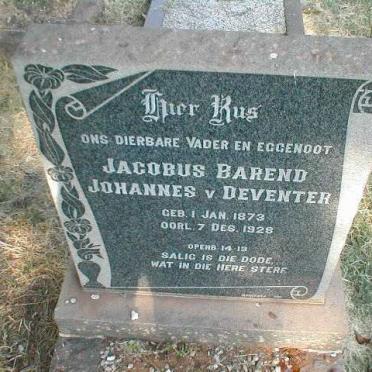 Hier Rus
ONS DIERBARE VADER EN EGGENOOT
JACOBUS BAREND
JOHANNES V DEVENTER
GEB. 1 JAN. 1873
OORL. 7 DES. 1928
OPENB. 14-13
SALIG IS DIE DODE,
WAT IN DIE HERE STERF